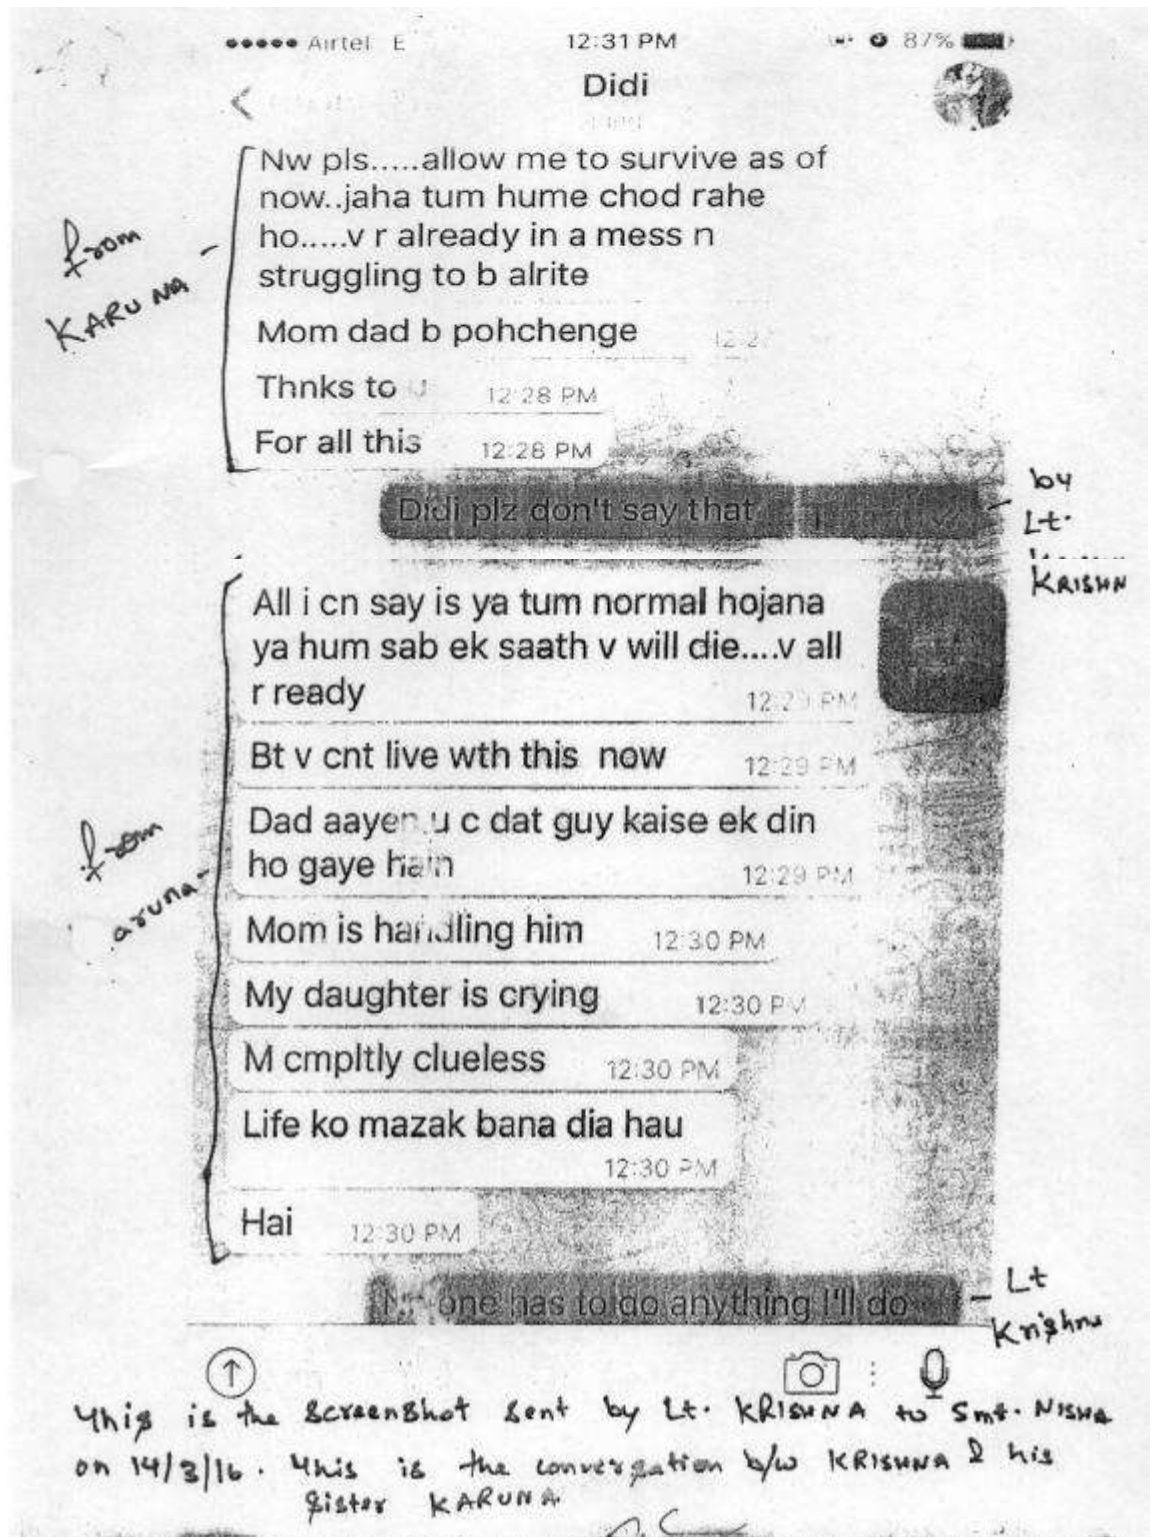 Airtel E 12:31 PM 87%
Didi
Nw pls.....allow me to survive as of
now..jaha tum hume chod rahe
ho.....v r already in a mess n
struggling to b alrite
from
KARUNA
Mom dad b pohchenge
Thnks to u 12:28 PM
For all this 12:28 PM
Didi plz don't say that
by
Lt.
KRISHN
All i cn say is ya tum normal hojana
ya hum sab ek saath v will die....v all
r ready 12:29 PM
Bt v cnt live wth this now 12:29 PM
Dad aayen u c dat guy kaise ek din
ho gaye hain 12:29 PM
from
aruna
Mom is handling him 12:30 PM
My daughter is crying 12:30 PM
M cmpltly clueless 12:30 PM
Life ko mazak bana dia hau
12:30 PM
Hai 12:30 PM
one has to do anything I'll do
Lt
Krishna
This is the screenshot sent by Lt. KRISHNA to Smt. NISHA
on 14/3/16. This is the conversation b/w KRISHNA & his
sister KARUNA